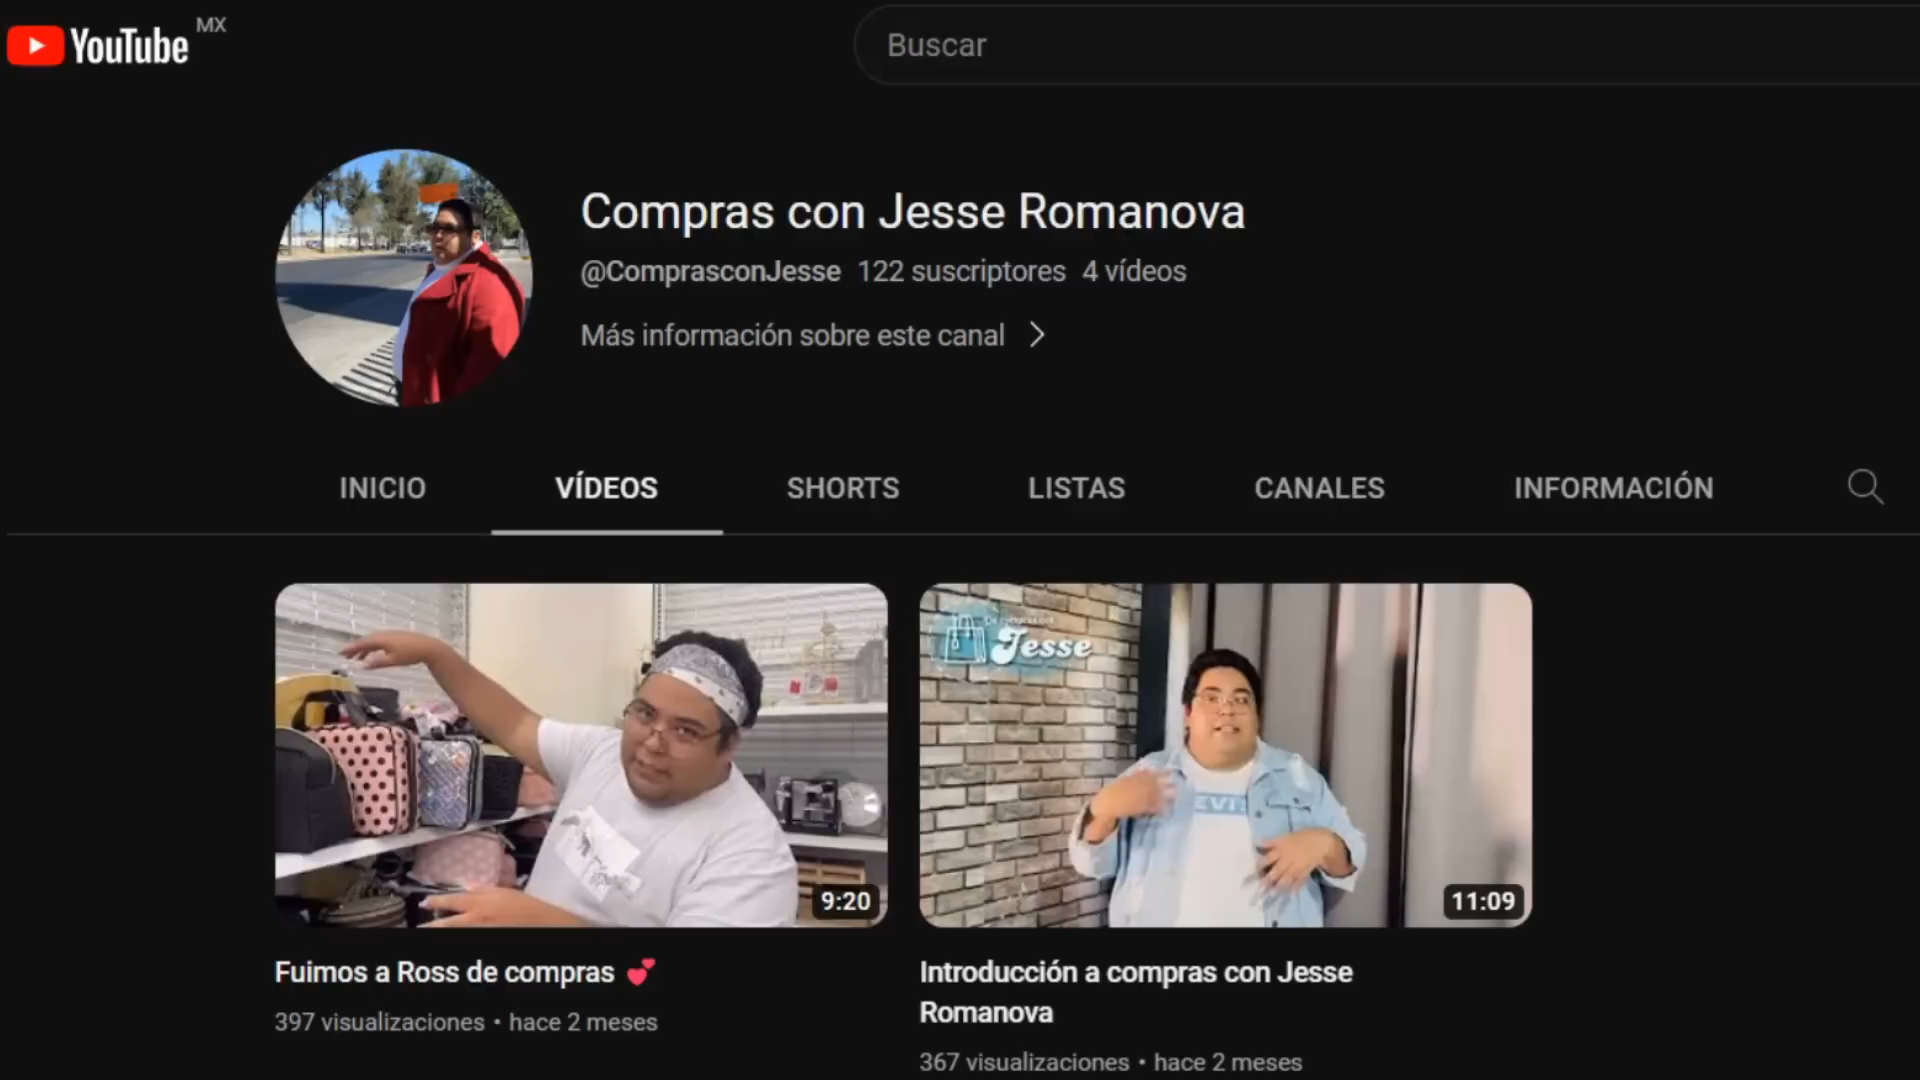 YouTube MX
Buscar
Compras con Jesse Romanova
@ComprasconJesse 122 suscriptores 4 vídeos
Más información sobre este canal
INICIO VÍDEOS SHORTS LISTAS CANALES INFORMACIÓN
Jesse
EVI
9:20
11:09
Fuimos a Ross de compras 💕
397 visualizaciones • hace 2 meses
Introducción a compras con Jesse
Romanova
367 visualizaciones • hace 2 meses